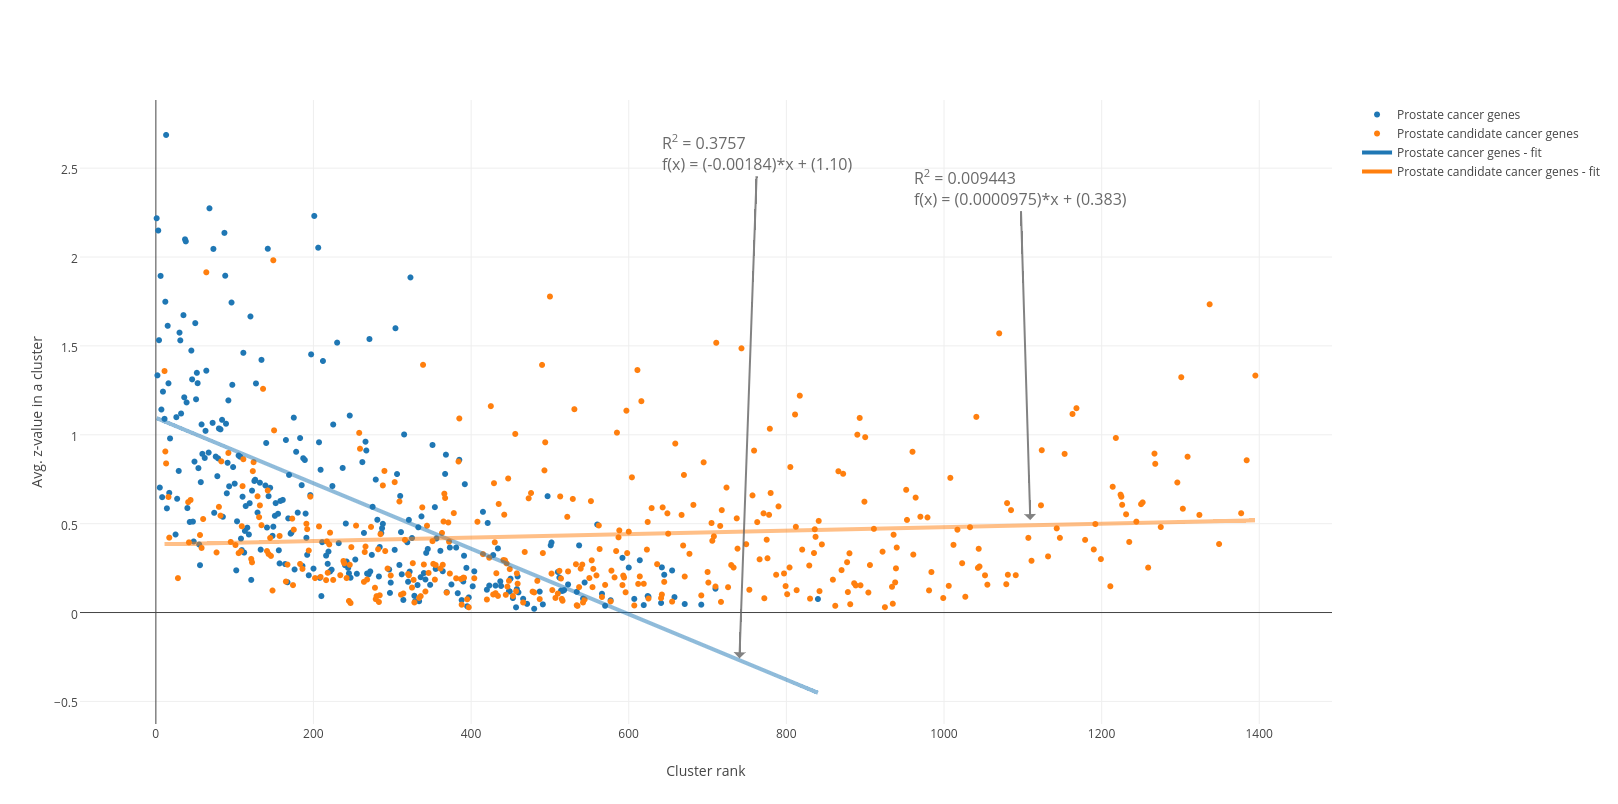 R2 = 0.3757
f(x) = (-0.00184)*x + (1.10)
R2 = 0.009443
f(x) = (0.0000975)*x + (0.383)
Prostate cancer genes
Prostate candidate cancer genes
Prostate cancer genes - fit
Prostate candidate cancer genes - fit
Avg. z-value in a cluster
2.5
2
1.5
1
0.5
0
−0.5
0
200
400
600
800
1000
1200
1400
Cluster rank